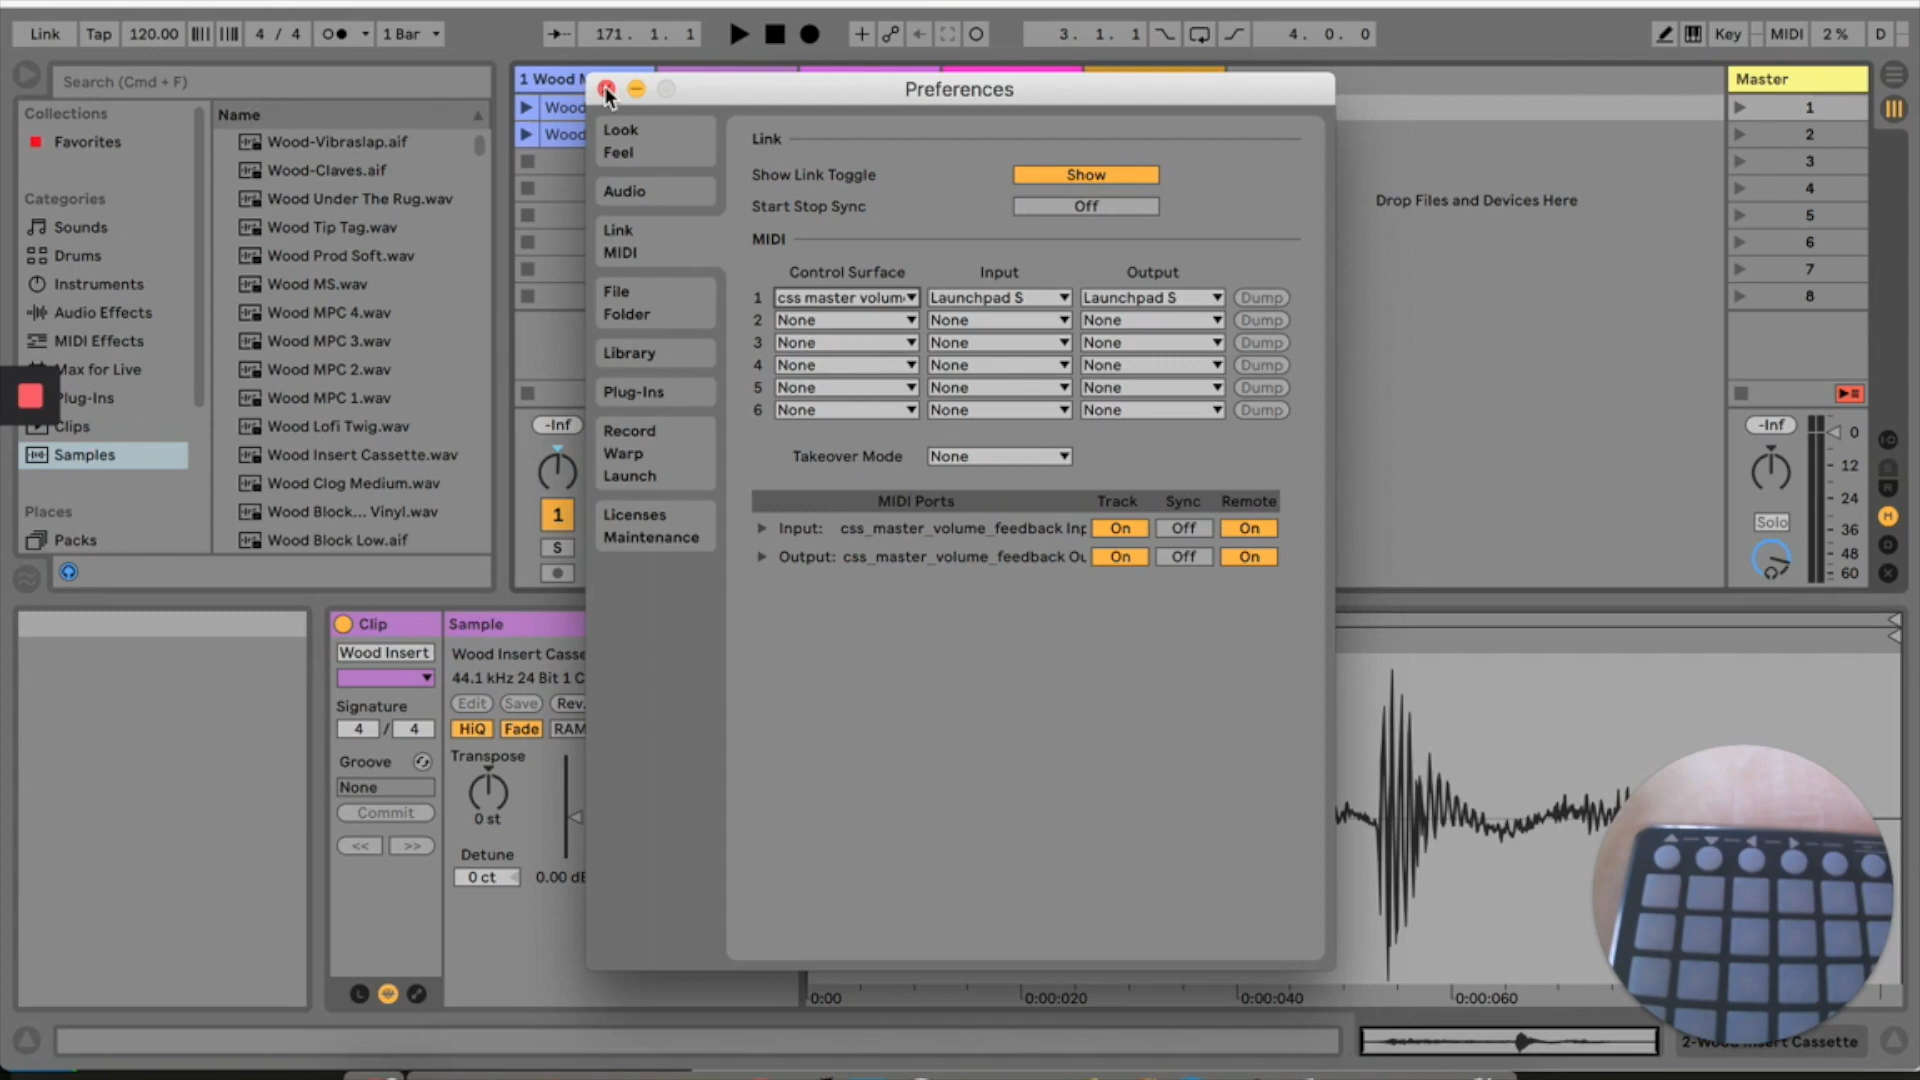 Link Tap 120.00 4 / 4 1 Bar 171. 1. 1 3. 1. 1 4. 0. 0 Key MIDI 2 % D
Search (Cmd + F)
Collections
Favorites
Categories
Sounds
Drums
Instruments
Audio Effects
MIDI Effects
Max for Live
Plug-Ins
Clips
Samples
Places
Packs
Name
Wood-Vibraslap.aif
Wood-Claves.aif
Wood Under The Rug.wav
Wood Tip Tag.wav
Wood Prod Soft.wav
Wood MS.wav
Wood MPC 4.wav
Wood MPC 3.wav
Wood MPC 2.wav
Wood MPC 1.wav
Wood Lofi Twig.wav
Wood Insert Cassette.wav
Wood Clog Medium.wav
Wood Block... Vinyl.wav
Wood Block Low.aif
1 Wood M
Wood
Wood
-Inf
1
S
Preferences
Look
Feel
Audio
Link
MIDI
File
Folder
Library
Plug-Ins
Record
Warp
Launch
Licenses
Maintenance
Link
Show Link Toggle Show
Start Stop Sync Off
MIDI
Control Surface Input Output
1 css master volum Launchpad S Launchpad S Dump
2 None None None Dump
3 None None None Dump
4 None None None Dump
5 None None None Dump
6 None None None Dump
Takeover Mode None
MIDI Ports Track Sync Remote
Input: css_master_volume_feedback Inp On Off On
Output: css_master_volume_feedback Ou On Off On
Drop Files and Devices Here
Master
1
2
3
4
5
6
7
8
-Inf
0
12
24
36
48
60
Solo
S
R
M
D
X
Clip
Wood Insert
Signature
4 / 4
Groove
None
Commit
<< >>
L
Sample
Wood Insert Casse
44.1 kHz 24 Bit 1 C
Edit Save Rev.
HiQ Fade RAM
Transpose
0 st
Detune
0 ct 0.00 dB
0:00 0:00:020 0:00:040 0:00:060
2-Wood Insert Cassette